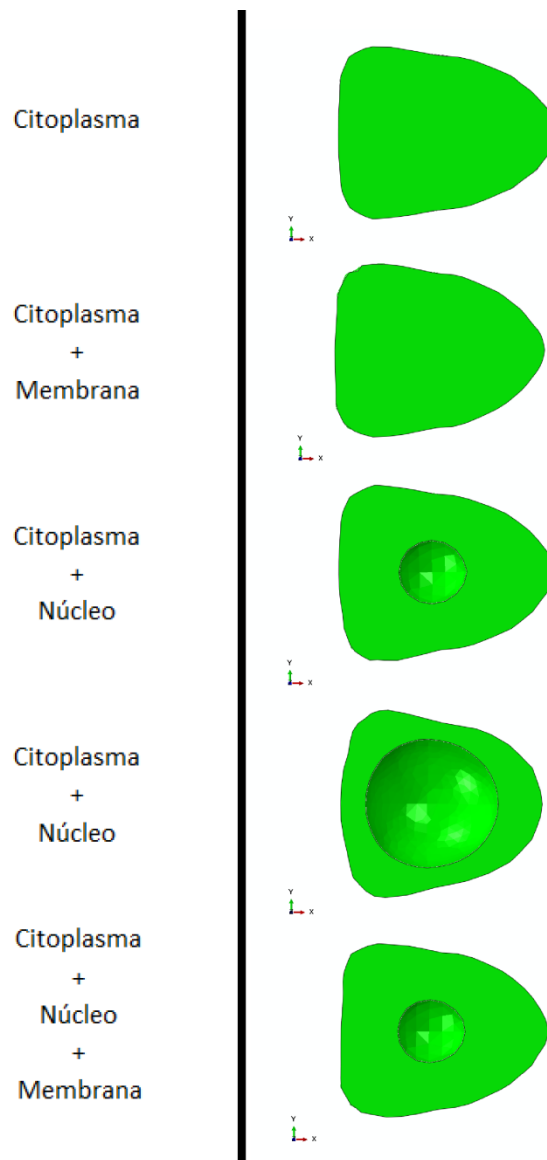 Citoplasma
Y
X
Citoplasma
+
Membrana
Y
X
Citoplasma
+
Núcleo
Y
X
Citoplasma
+
Núcleo
Y
X
Citoplasma
+
Núcleo
+
Membrana
Y
X